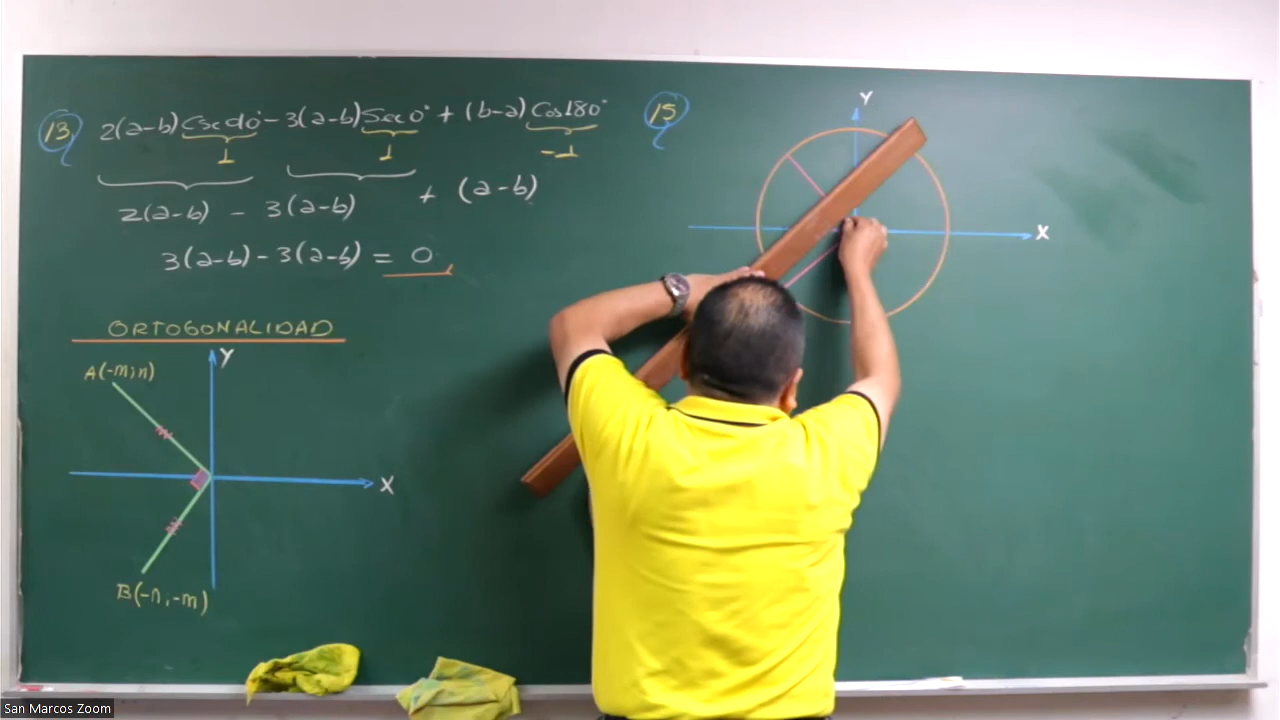 13 2(a-b)Csc90° - 3(a-b)Sec0° + (b-a)Cos180°
1 1 -1
2(a-b) - 3(a-b) + (a-b)
3(a-b) - 3(a-b) = 0
ORTOGONALIDAD
A(-m;n)
Y
X
B(-n;-m)
15
Y
X
San Marcos Zoom